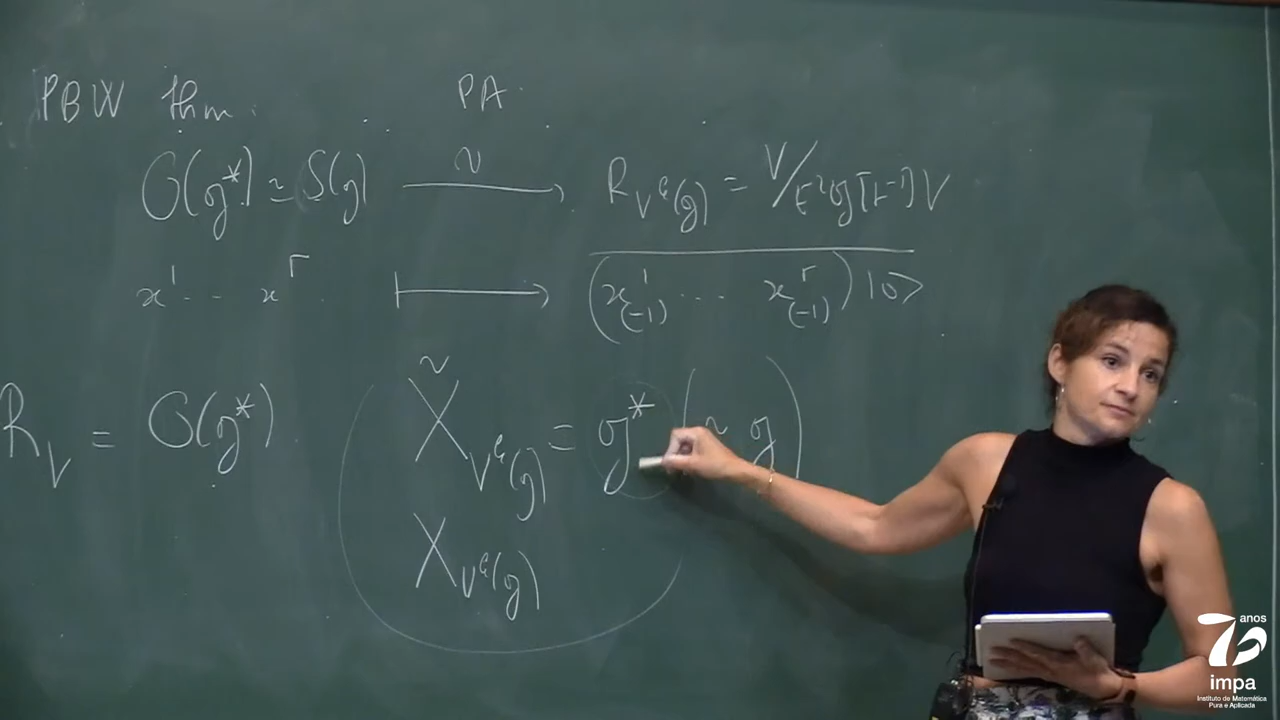 PBW thm. PA.
O(g*) ≃ S(g) ~→ R_{V^k(g)} = V/t^{-2}g[t^{-1}]V
x^1 ... x^r ⟼ (x^1_{(-1)} ... x^r_{(-1)})|0>
R_V = O(g*). X̃_{V^k(g)} = g* (≃ g)
X_{V^k(g)}
70 anos
impa
Instituto de Matemática
Pura e Aplicada